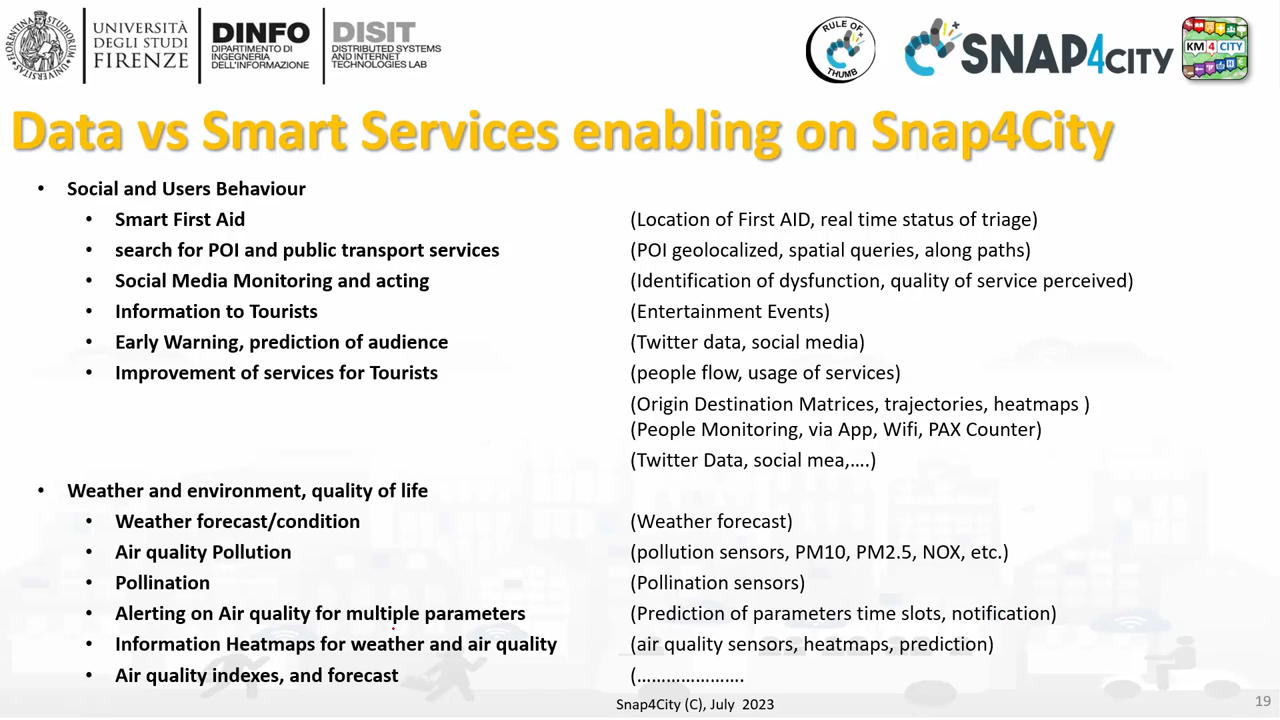 UNIVERSITÀ
DEGLI STUDI
FIRENZE
DINFO
DIPARTIMENTO DI
INGEGNERIA
DELL'INFORMAZIONE
DISIT
DISTRIBUTED SYSTEMS
AND INTERNET
TECHNOLOGIES LAB
RULE OF
THUMB
SNAP4CITY
KM 4 CITY
Data vs Smart Services enabling on Snap4City
• Social and Users Behaviour
• Smart First Aid (Location of First AID, real time status of triage)
• search for POI and public transport services (POI geolocalized, spatial queries, along paths)
• Social Media Monitoring and acting (Identification of dysfunction, quality of service perceived)
• Information to Tourists (Entertainment Events)
• Early Warning, prediction of audience (Twitter data, social media)
• Improvement of services for Tourists (people flow, usage of services)
(Origin Destination Matrices, trajectories, heatmaps )
(People Monitoring, via App, Wifi, PAX Counter)
(Twitter Data, social mea,....)
• Weather and environment, quality of life
• Weather forecast/condition (Weather forecast)
• Air quality Pollution (pollution sensors, PM10, PM2.5, NOX, etc.)
• Pollination (Pollination sensors)
• Alerting on Air quality for multiple parameters (Prediction of parameters time slots, notification)
• Information Heatmaps for weather and air quality (air quality sensors, heatmaps, prediction)
• Air quality indexes, and forecast (…………………….
Snap4City (C), July 2023
19